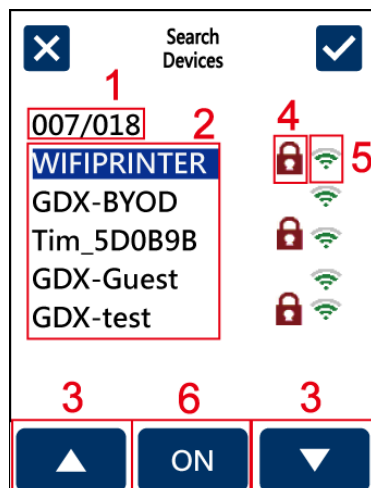 Search
Devices
1
007/018
2
4
WIFIPRINTER
5
GDX-BYOD
Tim_5D0B9B
GDX-Guest
GDX-test
3
6
3
ON